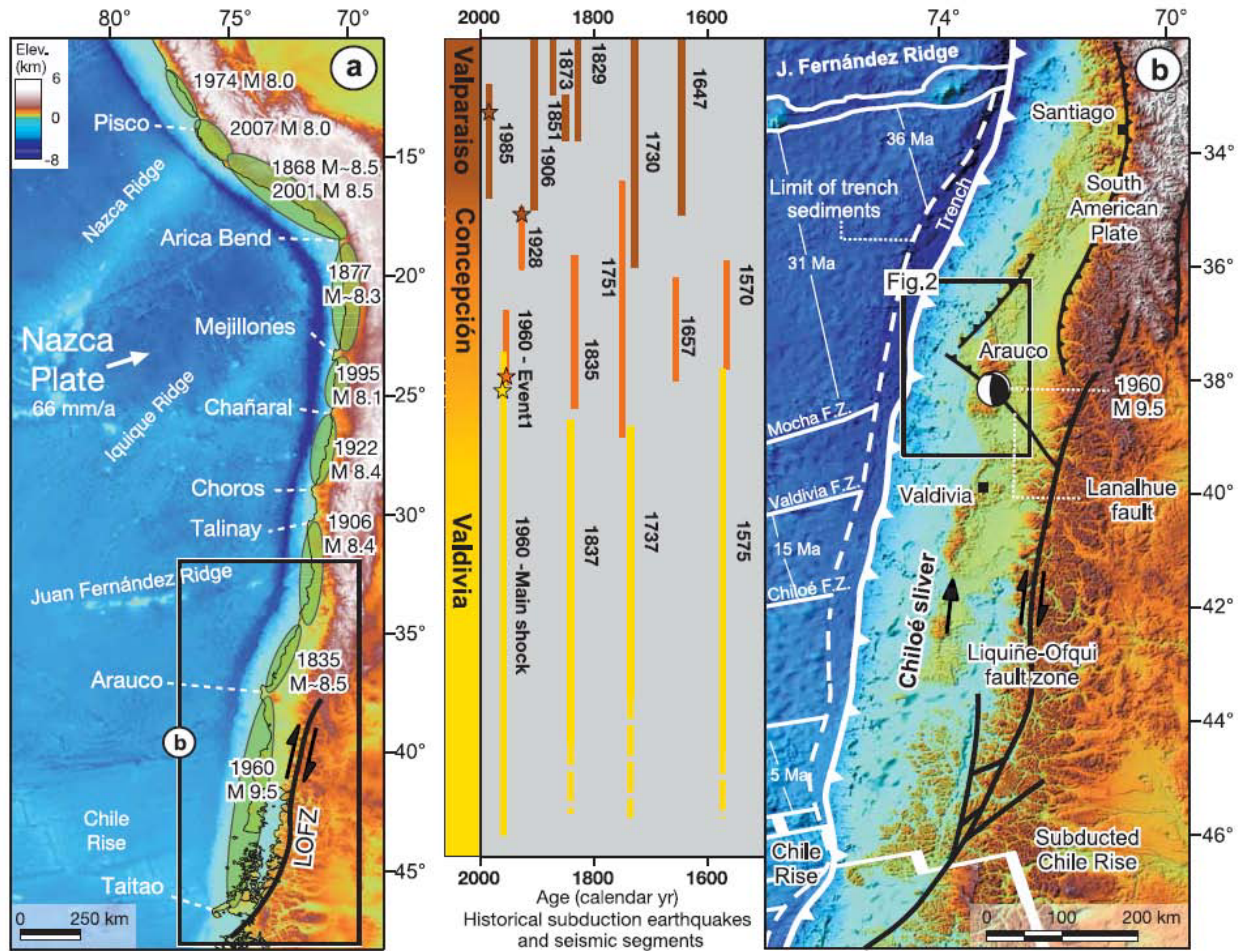 80°
70°
Elev.
(km)
6
0
-8
a
1974 M 8.0
Pisco
2007 M 8.0
1868 M~8.5
2001 M 8.5
-15°
Nazca Ridge
Arica Bend
-20°
1877
M~8.3
Mejillones
Nazca
Plate
66 mm/a
Iquique Ridge
1995
M 8.1
-25°
Chañaral
1922
M 8.4
Choros
Talinay
-30°
1906
M 8.4
Juan Fernández Ridge
-35°
1835
M~8.5
Arauco
b
-40°
1960
M 9.5
LOFZ
Chile
Rise
-45°
Taitao
0 250 km
2000 1800 1600
Valparaiso
Concepción
Valdivia
1985
1906
1873
1851
1829
1730
1647
1928
1751
1960 - Event1
1835
1657
1570
1960 -Main shock
1837
1737
1575
2000 1800 1600
Age (calendar yr)
Historical subduction earthquakes
and seismic segments
74°
70°
b
J. Fernández Ridge
Santiago
36 Ma
-34°
Limit of trench
sediments
Trench
South
American
Plate
31 Ma
Fig.2
-36°
Arauco
-38°
1960
M 9.5
Mocha F.Z.
Valdivia F.Z.
Valdivia
-40°
Lanalhue
fault
15 Ma
Chiloé F.Z.
Chiloé sliver
-42°
Liquiñe-Ofqui
fault zone
-44°
5 Ma
-46°
Chile
Rise
Subducted
Chile Rise
0 100 200 km